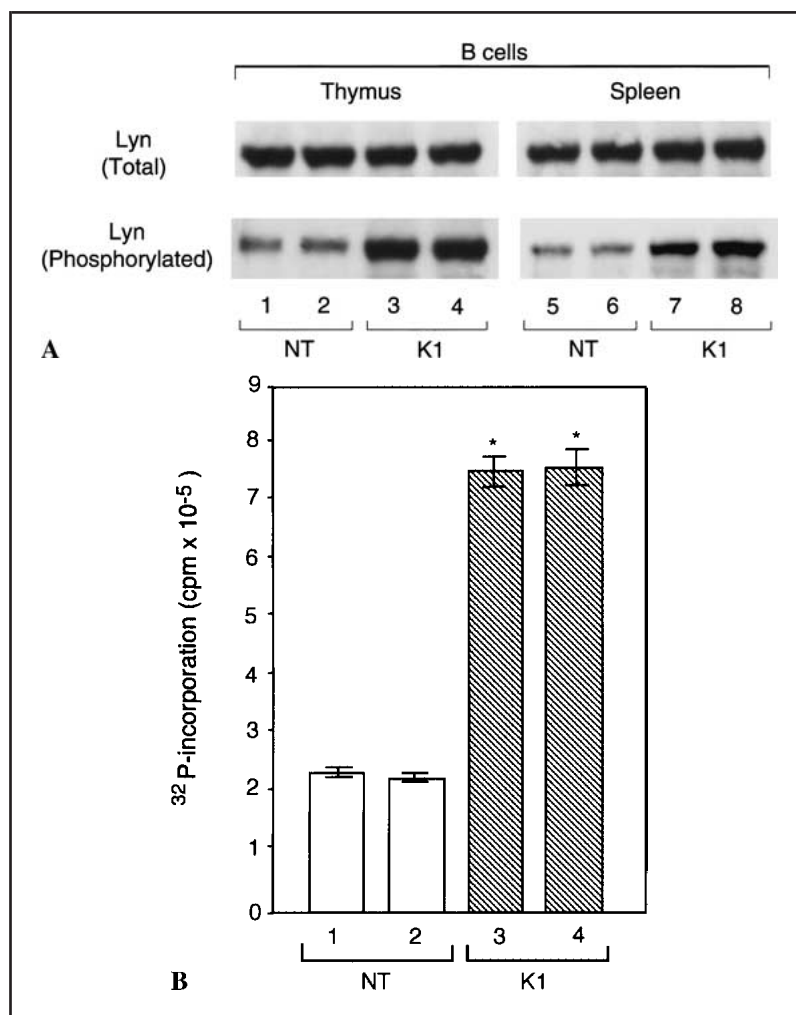 B cells
Thymus Spleen
Lyn
(Total)
Lyn
(Phosphorylated)
1 2 3 4 5 6 7 8
NT K1 NT K1
A
9
8
7
6
5
4
3
2
1
0
³² P-incorporation (cpm x 10⁻⁵)
* *
1 2 3 4
NT K1
B